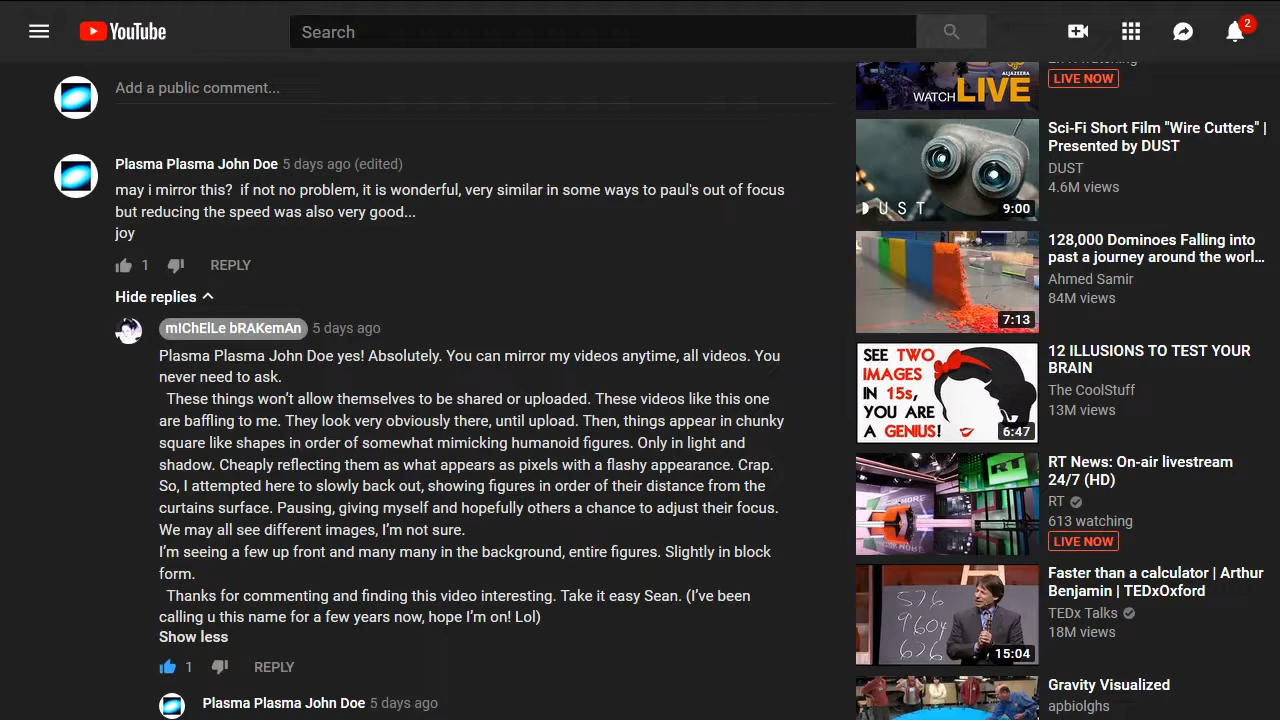 YouTube
Search
2
Add a public comment...
Plasma Plasma John Doe 5 days ago (edited)
may i mirror this?  if not no problem, it is wonderful, very similar in some ways to paul's out of focus
but reducing the speed was also very good...
joy
1
REPLY
Hide replies
mIChElLe bRAKemAn 5 days ago
Plasma Plasma John Doe yes! Absolutely. You can mirror my videos anytime, all videos. You
never need to ask.
These things won't allow themselves to be shared or uploaded. These videos like this one
are baffling to me. They look very obviously there, until upload. Then, things appear in chunky
square like shapes in order of somewhat mimicking humanoid figures. Only in light and
shadow. Cheaply reflecting them as what appears as pixels with a flashy appearance. Crap.
So, I attempted here to slowly back out, showing figures in order of their distance from the
curtains surface. Pausing, giving myself and hopefully others a chance to adjust their focus.
We may all see different images, I'm not sure.
I'm seeing a few up front and many many in the background, entire figures. Slightly in block
form.
Thanks for commenting and finding this video interesting. Take it easy Sean. (I've been
calling u this name for a few years now, hope I'm on! Lol)
Show less
1
REPLY
Plasma Plasma John Doe 5 days ago
ALJAZEERA
WATCH LIVE
LIVE NOW
DUST
9:00
Sci-Fi Short Film "Wire Cutters" |
Presented by DUST
DUST
4.6M views
7:13
128,000 Dominoes Falling into
past a journey around the worl...
Ahmed Samir
84M views
SEE TWO
IMAGES
IN 15s,
YOU ARE
A GENIUS!
6:47
12 ILLUSIONS TO TEST YOUR
BRAIN
The CoolStuff
13M views
RT
RT News: On-air livestream
24/7 (HD)
RT
613 watching
LIVE NOW
576
9604
676
15:04
Faster than a calculator | Arthur
Benjamin | TEDxOxford
TEDx Talks
18M views
Gravity Visualized
apbiolghs